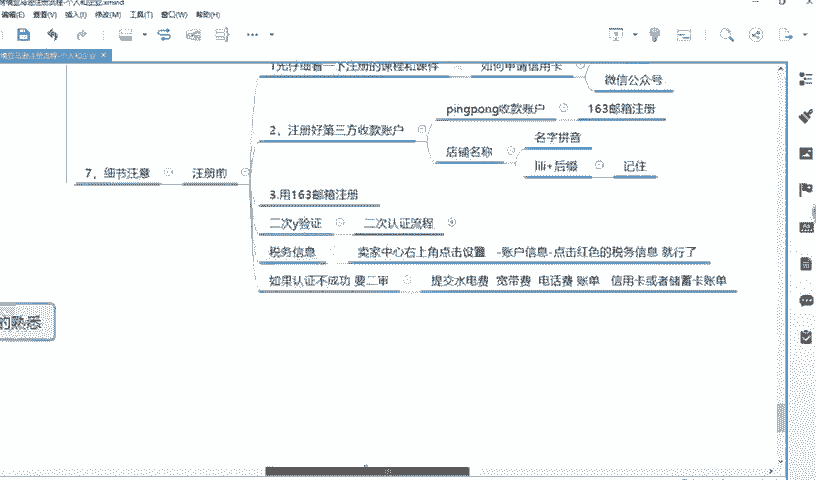 编辑(E) 查看(V) 插入(I) 修改(M) 工具(T) 窗口(W) 帮助(H)
1先仔细看一下注册的课程和课件
如何申请信用卡
微信公众号
2，注册好第三方收款账户
pingpong收款账户
163邮箱注册
店铺名称
名字拼音
lili+后缀
记住
7，细节注意
注册前
3.用163邮箱注册
二次y验证
二次认证流程
税务信息
卖家中心右上角点击设置 -账户信息-点击红色的税务信息 就行了
如果认证不成功 要二审
提交水电费 宽带费 电话费 账单 信用卡或者储蓄卡账单
的熟悉